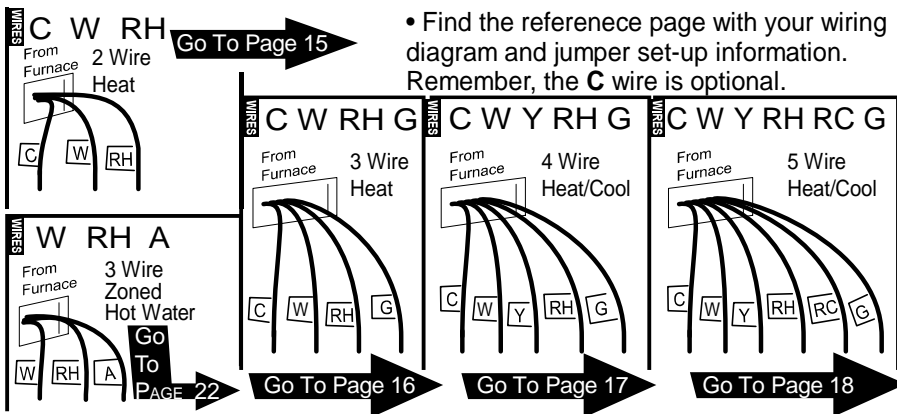 WIRES
C W RH
From
Furnace
2 Wire
Heat
C W RH
Go To Page 15
• Find the referenece page with your wiring
diagram and jumper set-up information.
Remember, the C wire is optional.
WIRES
W RH A
From
Furnace
3 Wire
Zoned
Hot Water
W RH A
Go
To
PAGE 22
WIRES
C W RH G
From
Furnace
3 Wire
Heat
C W RH G
Go To Page 16
WIRES
C W Y RH G
From
Furnace
4 Wire
Heat/Cool
C W Y RH G
Go To Page 17
WIRES
C W Y RH RC G
From
Furnace
5 Wire
Heat/Cool
C W Y RH RC G
Go To Page 18